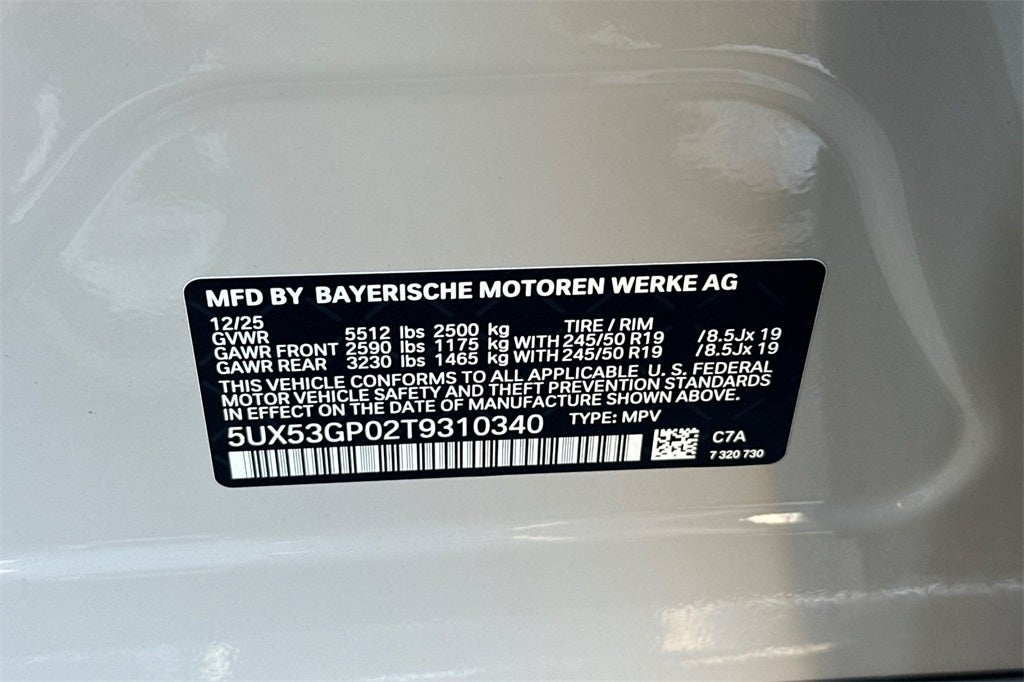 MFD BY BAYERISCHE MOTOREN WERKE AG
12/25
GVWR 5512 lbs 2500 kg TIRE / RIM
GAWR FRONT 2590 lbs 1175 kg WITH 245/50 R19 /8.5Jx 19
GAWR REAR 3230 lbs 1465 kg WITH 245/50 R19 /8.5Jx 19
THIS VEHICLE CONFORMS TO ALL APPLICABLE U. S. FEDERAL
MOTOR VEHICLE SAFETY AND THEFT PREVENTION STANDARDS
IN EFFECT ON THE DATE OF MANUFACTURE SHOWN ABOVE.
5UX53GP02T9310340 TYPE: MPV
C7A
7 320 730